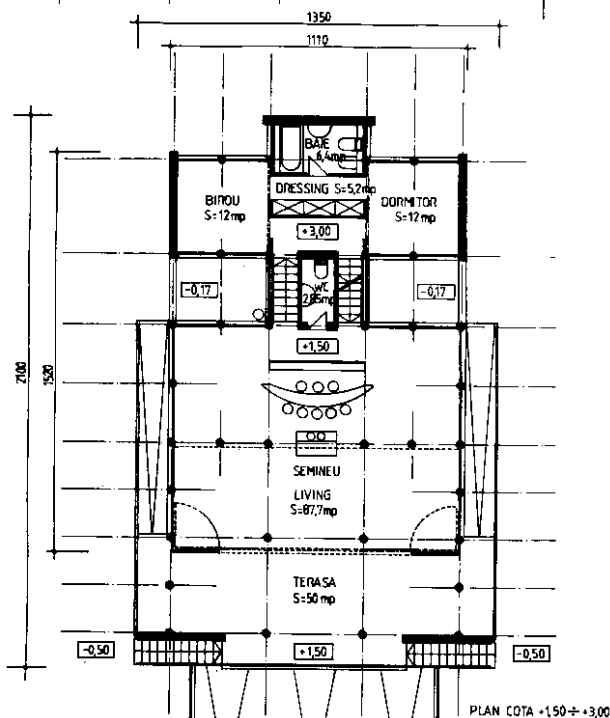 1350
1110
2100
1520
BAIE
6,4mp
DRESSING S=5,2mp
BIROU
S=12mp
DORMITOR
S=12mp
+3,00
-0,17
WC
2,85mp
-0,17
+1,50
SEMINEU
LIVING
S=87,7mp
TERASA
S=50mp
-0,50
+1,50
-0,50
PLAN COTA +1,50÷+3,00